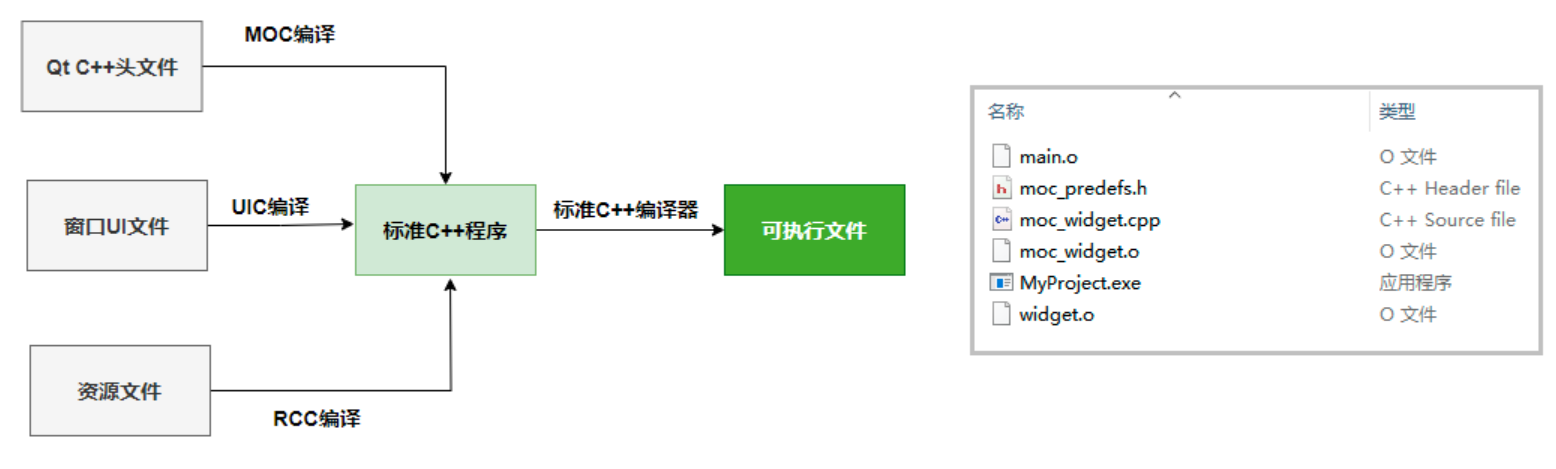 MOC编译
Qt C++头文件
UIC编译
窗口UI文件
标准C++程序
标准C++编译器
可执行文件
资源文件
RCC编译
名称 类型
main.o O 文件
moc_predefs.h C++ Header file
moc_widget.cpp C++ Source file
moc_widget.o O 文件
MyProject.exe 应用程序
widget.o O 文件